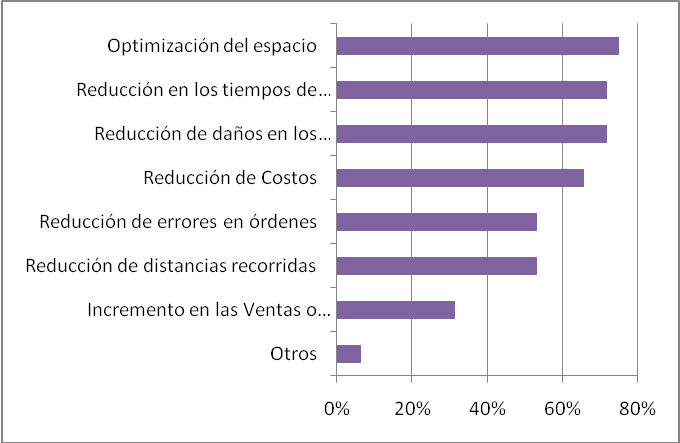 Optimización del espacio
Reducción en los tiempos de...
Reducción de daños en los...
Reducción de Costos
Reducción de errores en órdenes
Reducción de distancias recorridas
Incremento en las Ventas o...
Otros
0% 20% 40% 60% 80%